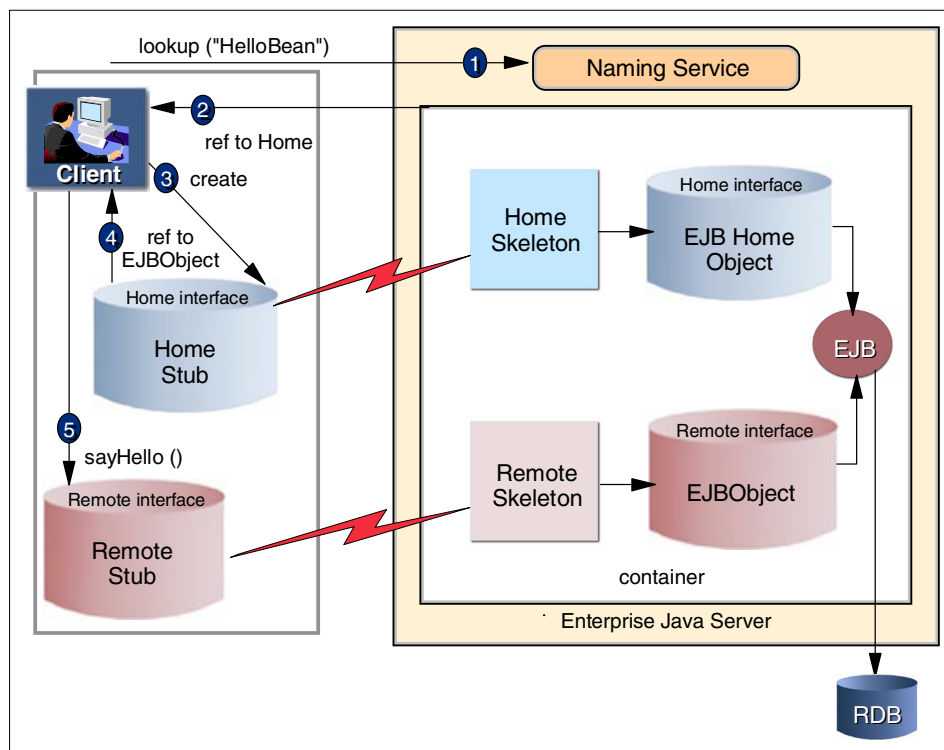 lookup ("HelloBean")
1
Naming Service
2
ref to Home
Client
3
create
4
ref to
EJBObject
Home interface
Home
Stub
Home
Skeleton
Home interface
EJB Home
Object
EJB
5
sayHello ()
Remote interface
Remote
Stub
Remote
Skeleton
Remote interface
EJBObject
container
Enterprise Java Server
RDB